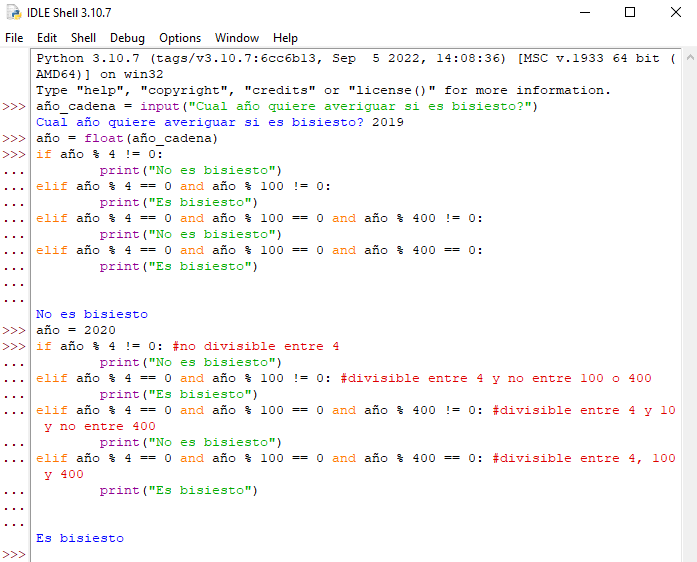 IDLE Shell 3.10.7
File Edit Shell Debug Options Window Help
Python 3.10.7 (tags/v3.10.7:6cc6b13, Sep  5 2022, 14:08:36) [MSC v.1933 64 bit (
AMD64)] on win32
Type "help", "copyright", "credits" or "license()" for more information.
>>> año_cadena = input("Cual año quiere averiguar si es bisiesto?")
Cual año quiere averiguar si es bisiesto? 2019
>>> año = float(año_cadena)
>>> if año % 4 != 0:
...         print("No es bisiesto")
... elif año % 4 == 0 and año % 100 != 0:
...         print("Es bisiesto")
... elif año % 4 == 0 and año % 100 == 0 and año % 400 != 0:
...         print("No es bisiesto")
... elif año % 4 == 0 and año % 100 == 0 and año % 400 == 0:
...         print("Es bisiesto")
...
...
No es bisiesto
>>> año = 2020
>>> if año % 4 != 0: #no divisible entre 4
...         print("No es bisiesto")
... elif año % 4 == 0 and año % 100 != 0: #divisible entre 4 y no entre 100 o 400
...         print("Es bisiesto")
... elif año % 4 == 0 and año % 100 == 0 and año % 400 != 0: #divisible entre 4 y 10
y no entre 400
...         print("No es bisiesto")
... elif año % 4 == 0 and año % 100 == 0 and año % 400 == 0: #divisible entre 4, 100
y 400
...         print("Es bisiesto")
...
...
Es bisiesto
>>>